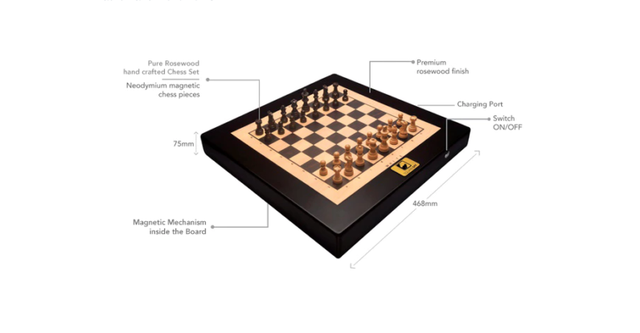 Pure Rosewood
hand crafted Chess Set
Neodymium magnetic
chess pieces
Premium
rosewood finish
Charging Port
Switch
ON/OFF
75mm
468mm
Magnetic Mechanism
inside the Board